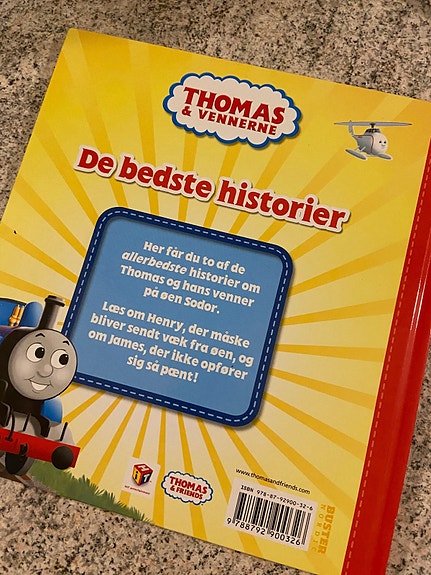 THOMAS
& VENNERNE
De bedste historier
Her får du to af de
allerbedste historier om
Thomas og hans venner
på øen Sodor.
Læs om Henry, der måske
bliver sendt væk fra øen, og
om James, der ikke opfører
sig så pænt!
THOMAS
& FRIENDS
www.thomasandfriends.com
ISBN 978-87-92900-32-6
9788792900326
BUSTER
NORDIC